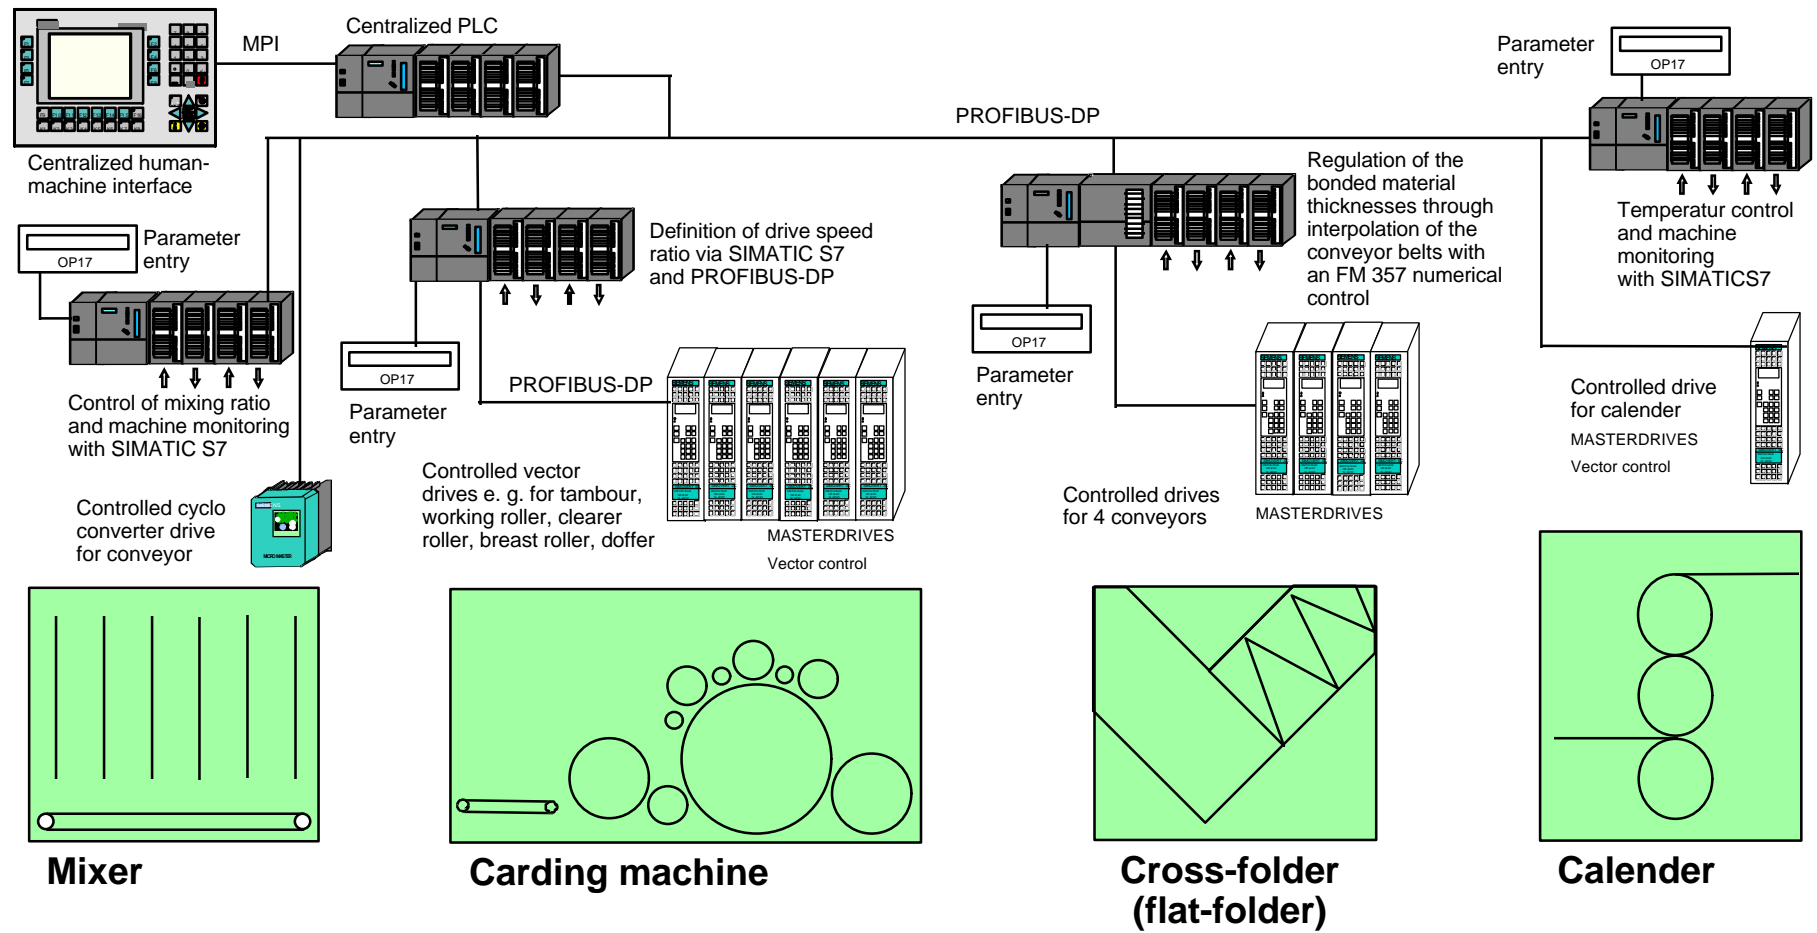 Centralized PLC
MPI
Centralized human-
machine interface
PROFIBUS-DP
Parameter
entry
OP17
Temperatur control
and machine
monitoring
with SIMATICS7
Regulation of the
bonded material
thicknesses through
interpolation of the
conveyor belts with
an FM 357 numerical
control
OP17
Parameter
entry
Definition of drive speed
ratio via SIMATIC S7
and PROFIBUS-DP
OP17
Parameter
entry
OP17
Parameter
entry
Control of mixing ratio
and machine monitoring
with SIMATIC S7
PROFIBUS-DP
Controlled cyclo
converter drive
for conveyor
MICROMASTER
Controlled vector
drives e. g. for tambour,
working roller, clearer
roller, breast roller, doffer
MASTERDRIVES
Vector control
Controlled drives
for 4 conveyors
MASTERDRIVES
Controlled drive
for calender
MASTERDRIVES
Vector control
Mixer
Carding machine
Cross-folder
(flat-folder)
Calender